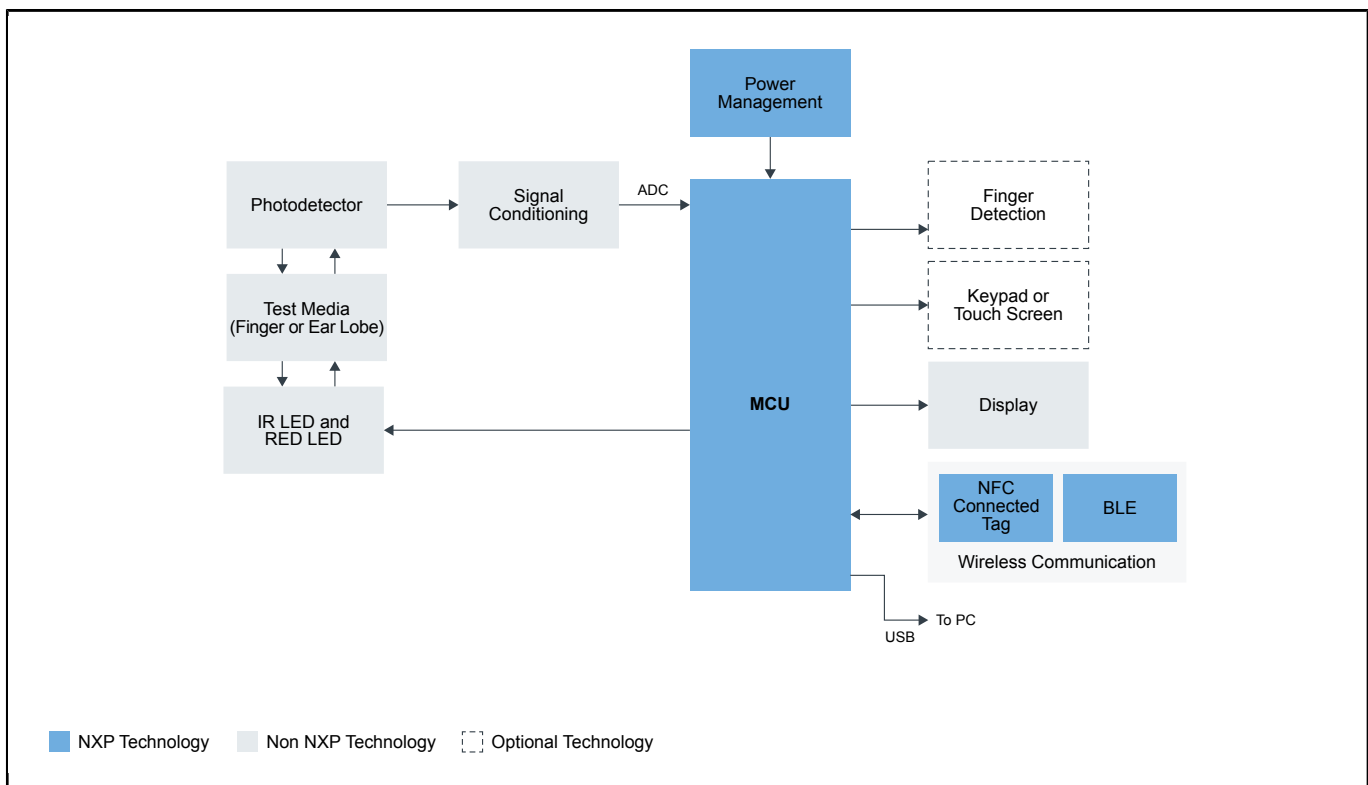 Power
Management
Photodetector
Signal
Conditioning
ADC
Finger
Detection
Test Media
(Finger or Ear Lobe)
Keypad or
Touch Screen
IR LED and
RED LED
MCU
Display
NFC
Connected
Tag
BLE
Wireless Communication
USB
To PC
NXP Technology
Non NXP Technology
Optional Technology